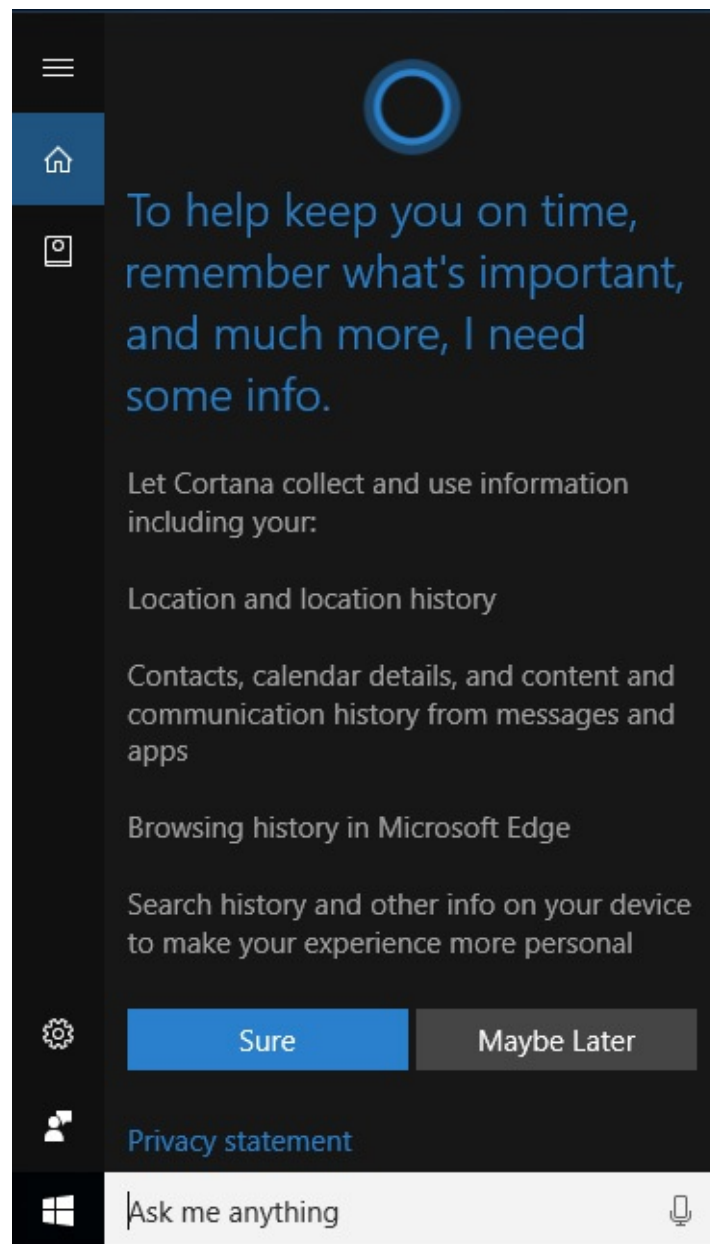 To help keep you on time,
remember what's important,
and much more, I need
some info.
Let Cortana collect and use information
including your:
Location and location history
Contacts, calendar details, and content and
communication history from messages and
apps
Browsing history in Microsoft Edge
Search history and other info on your device
to make your experience more personal
Sure
Maybe Later
Privacy statement
Ask me anything